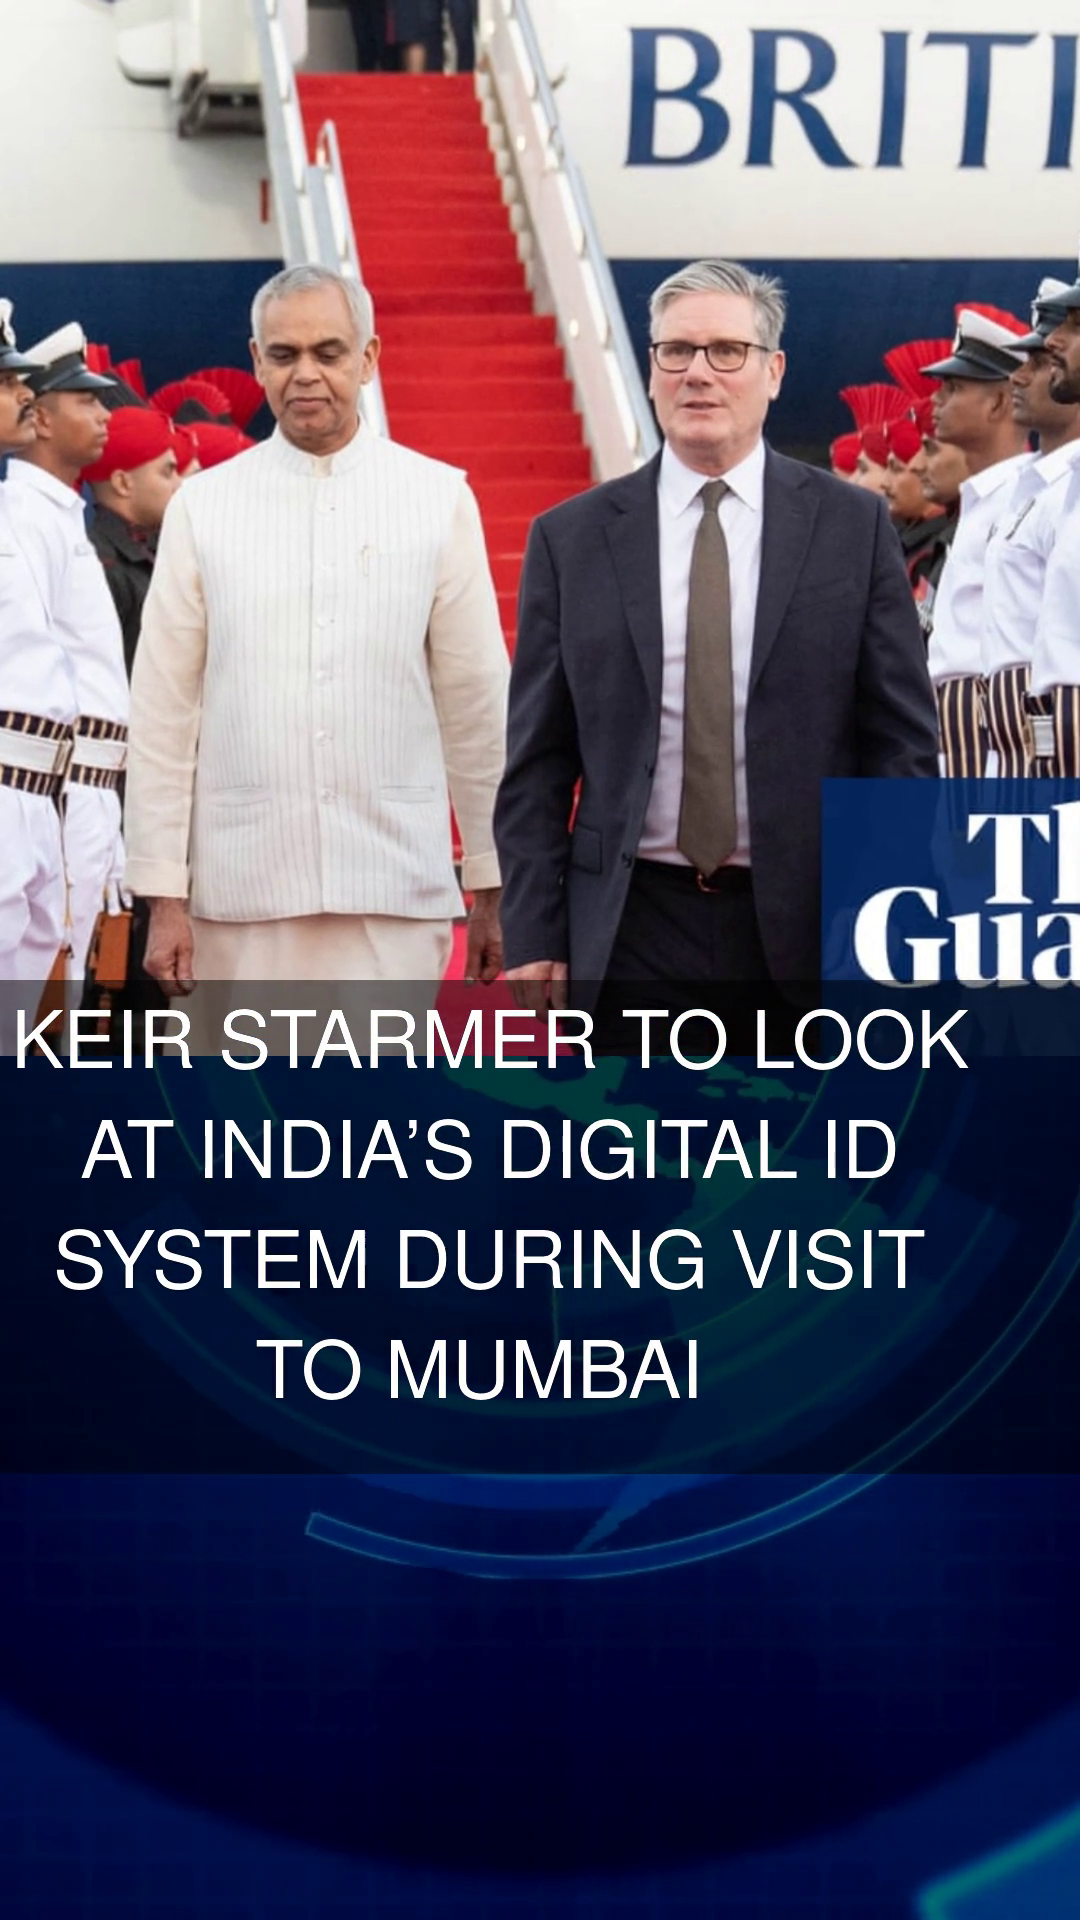 BRITI
Th
Gua
KEIR STARMER TO LOOK
AT INDIA’S DIGITAL ID
SYSTEM DURING VISIT
TO MUMBAI